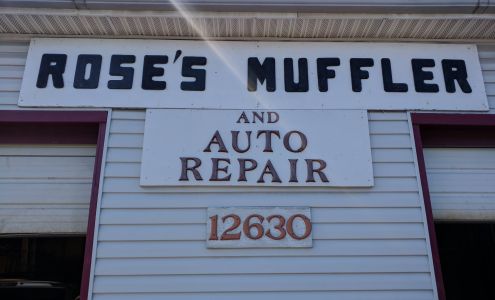 ROSE'S MUFFLER
AND
AUTO
REPAIR
12630